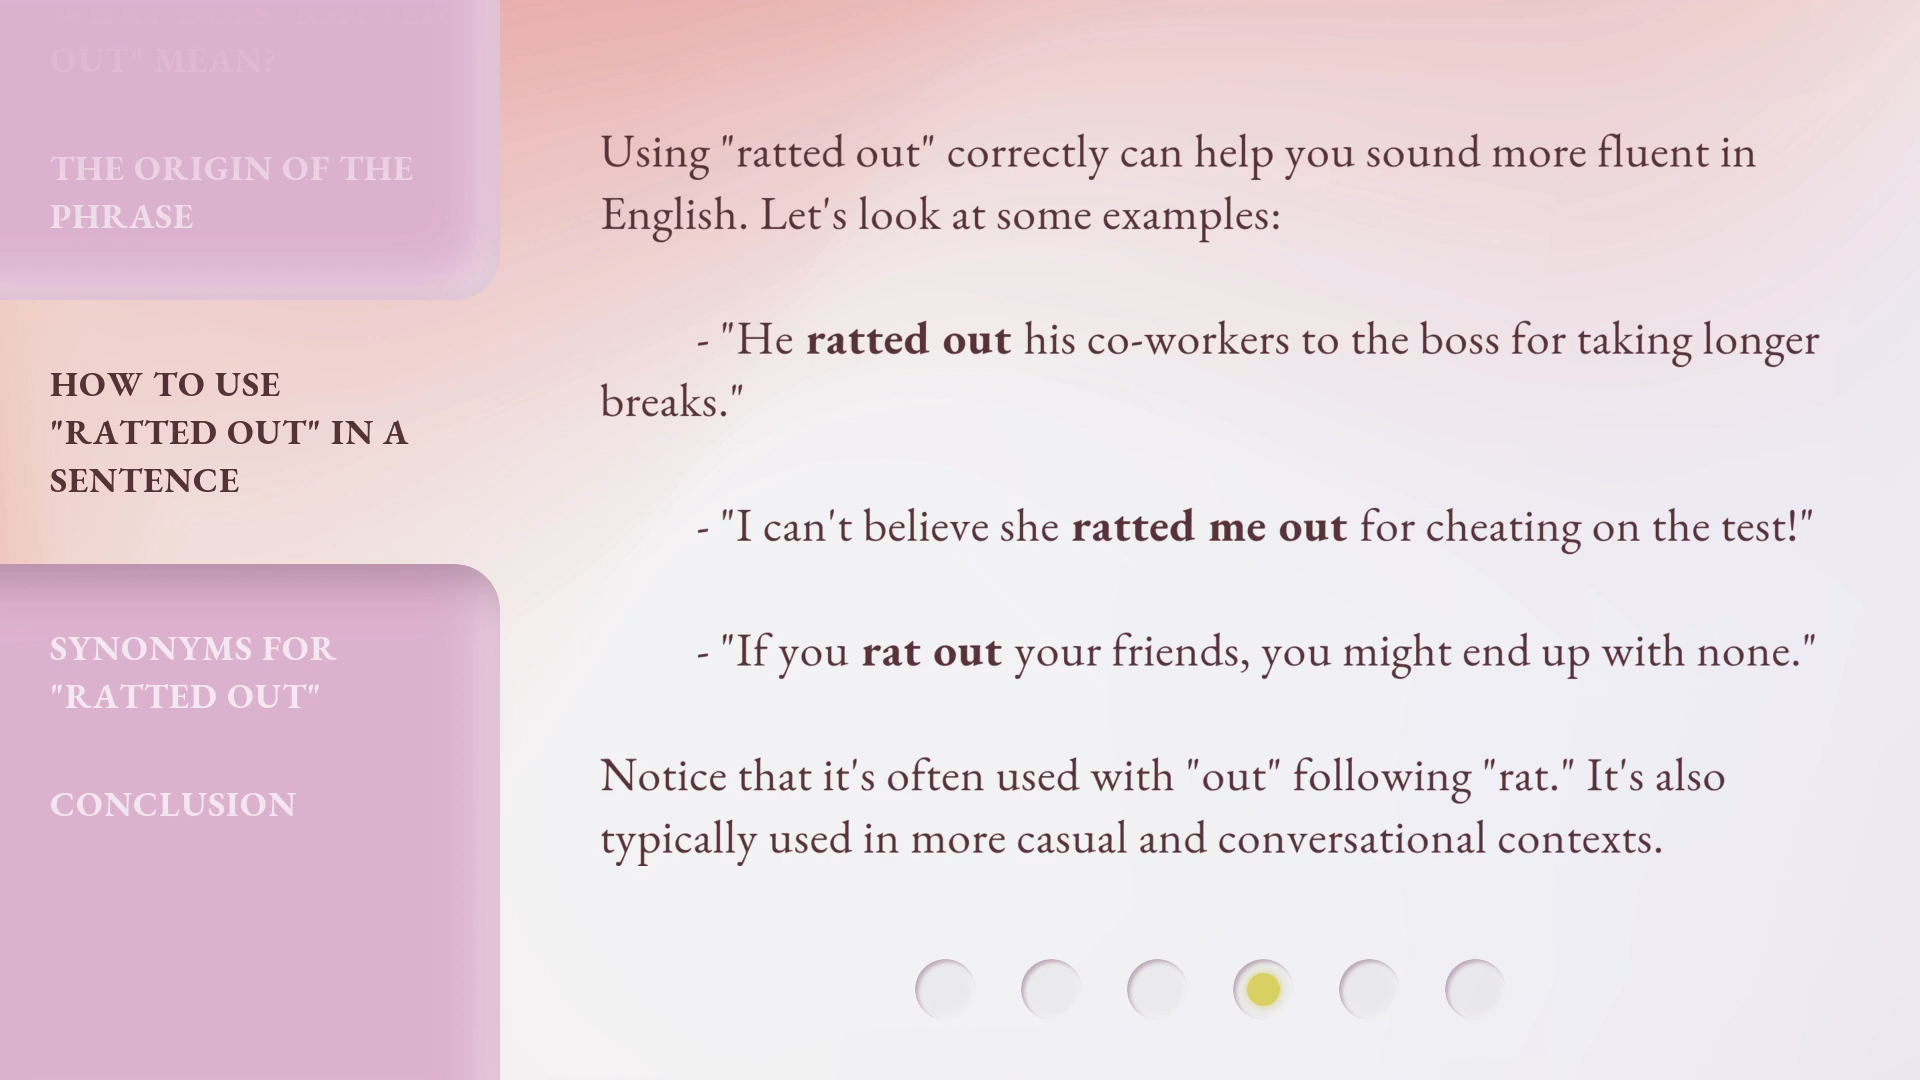 OUT" MEAN?
THE ORIGIN OF THE
PHRASE
HOW TO USE
"RATTED OUT" IN A
SENTENCE
SYNONYMS FOR
"RATTED OUT"
CONCLUSION
Using "ratted out" correctly can help you sound more fluent in
English. Let's look at some examples:
- "He ratted out his co-workers to the boss for taking longer
breaks."
- "I can't believe she ratted me out for cheating on the test!"
- "If you rat out your friends, you might end up with none."
Notice that it's often used with "out" following "rat." It's also
typically used in more casual and conversational contexts.